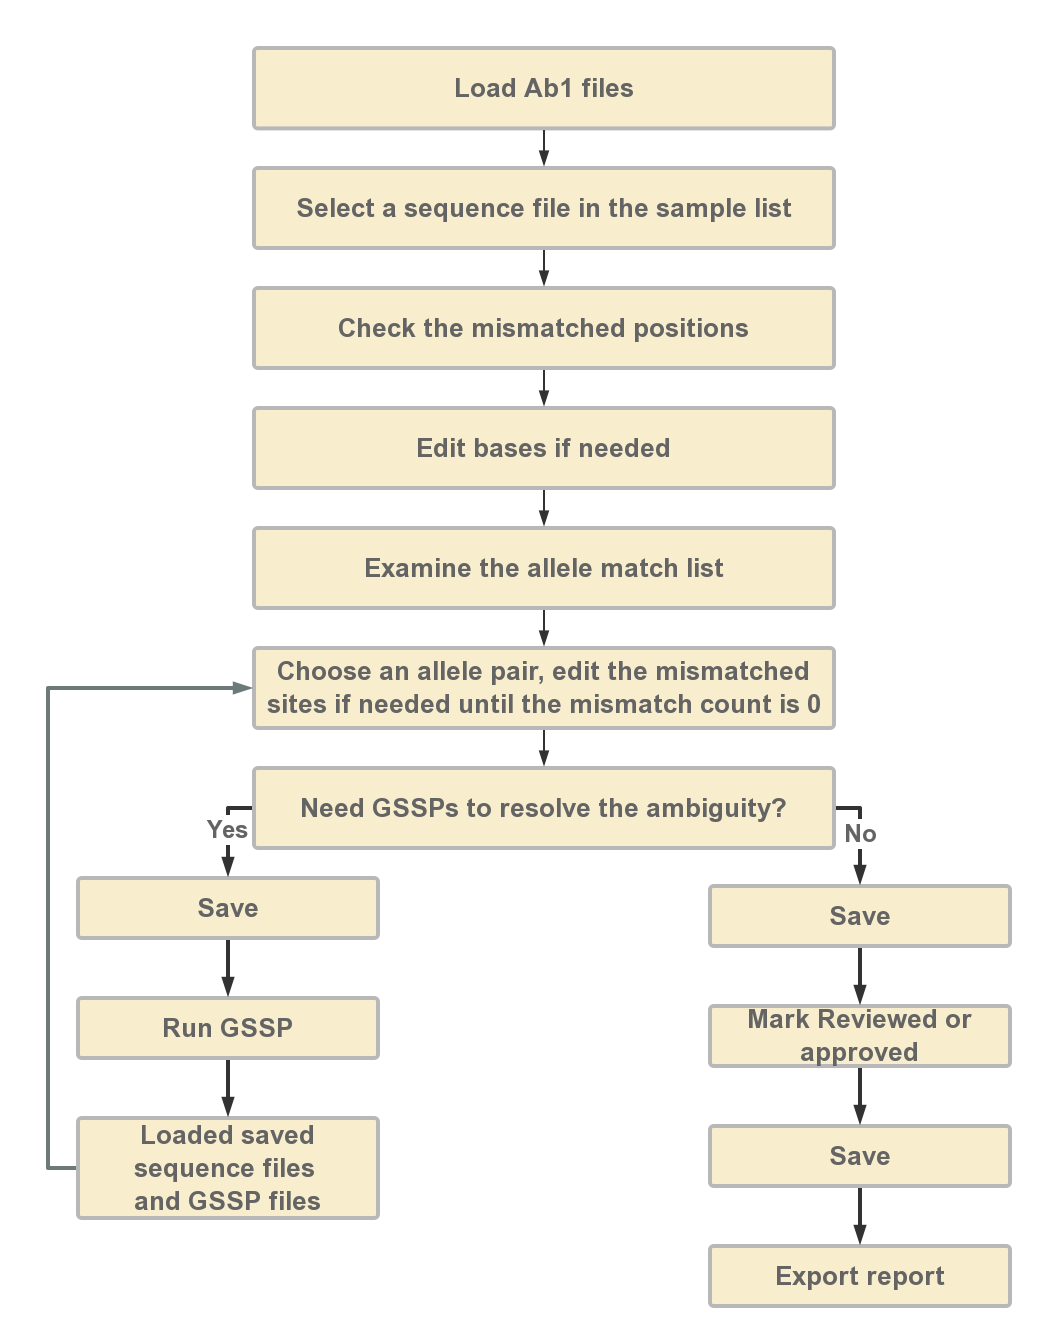 Load Ab1 files
Select a sequence file in the sample list
Check the mismatched positions
Edit bases if needed
Examine the allele match list
Choose an allele pair, edit the mismatched
sites if needed until the mismatch count is 0
Need GSSPs to resolve the ambiguity?
Yes
No
Save
Run GSSP
Loaded saved
sequence files
and GSSP files
Save
Mark Reviewed or
approved
Save
Export report